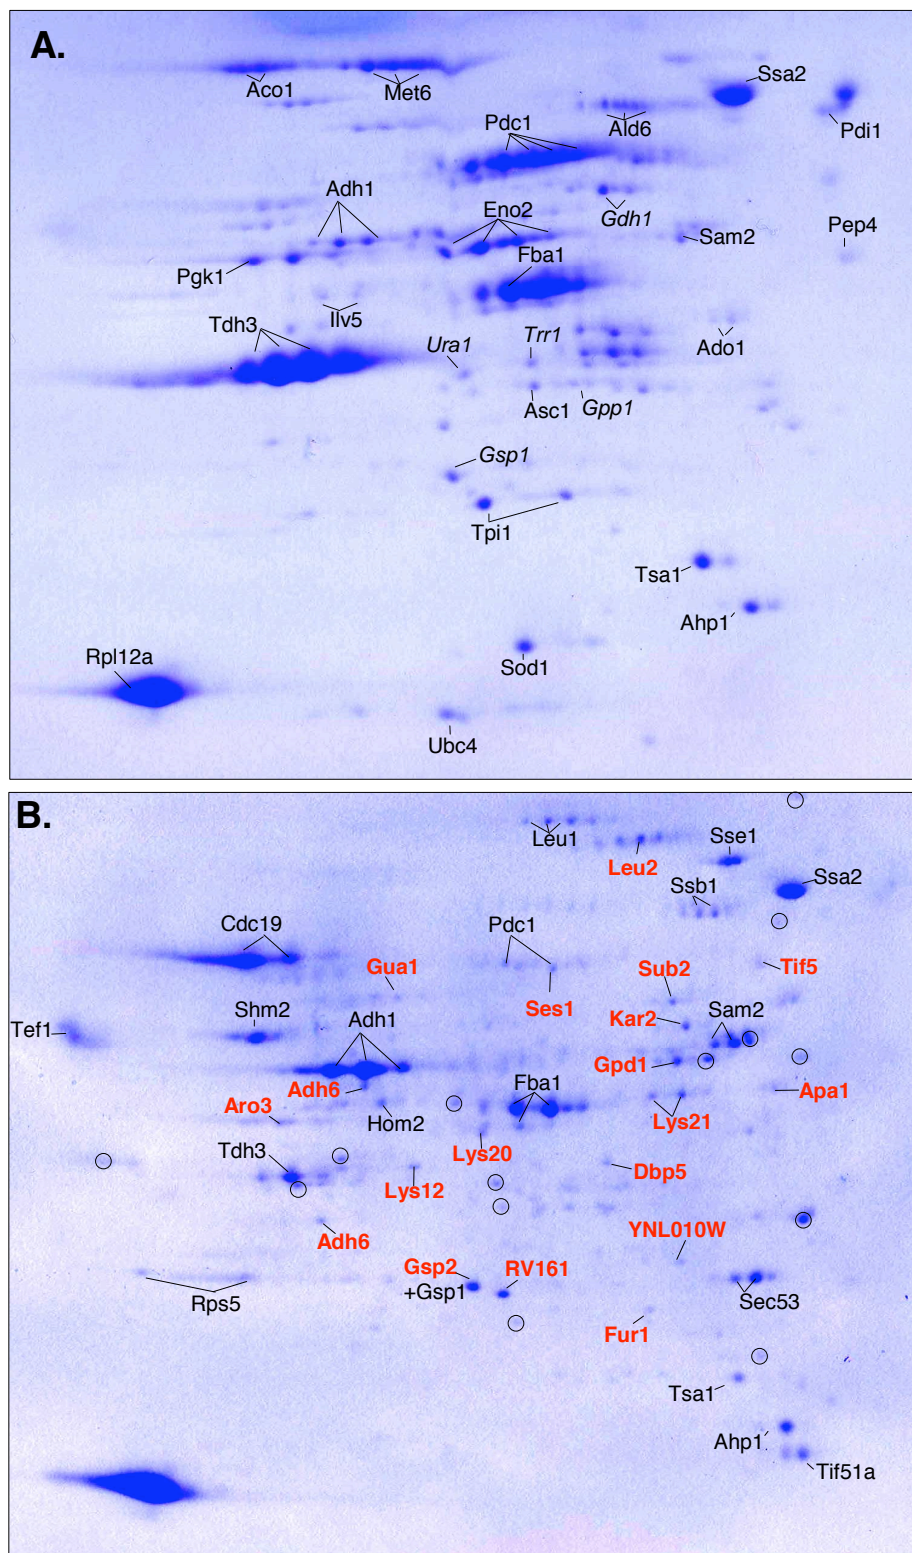 A.
Aco1
Met6
Ssa2
Pdi1
Pdc1
Ald6
Adh1
Eno2
Gdh1
Sam2
Pep4
Pgk1
Fba1
Ilv5
Tdh3
Ura1
Trr1
Ado1
Asc1
Gpp1
Gsp1
Tpi1
Tsa1
Ahp1
Rpl12a
Sod1
Ubc4
B.
Leu1
Sse1
Leu2
Ssa2
Ssb1
Cdc19
Pdc1
Gua1
Sub2
Tif5
Ses1
Tef1
Shm2
Adh1
Kar2
Sam2
Gpd1
Adh6
Fba1
Apa1
Aro3
Hom2
Lys21
Tdh3
Lys20
Lys12
Dbp5
Adh6
YNL010W
Gsp2
RV161
+Gsp1
Rps5
Sec53
Fur1
Tsa1
Ahp1
Tif51a